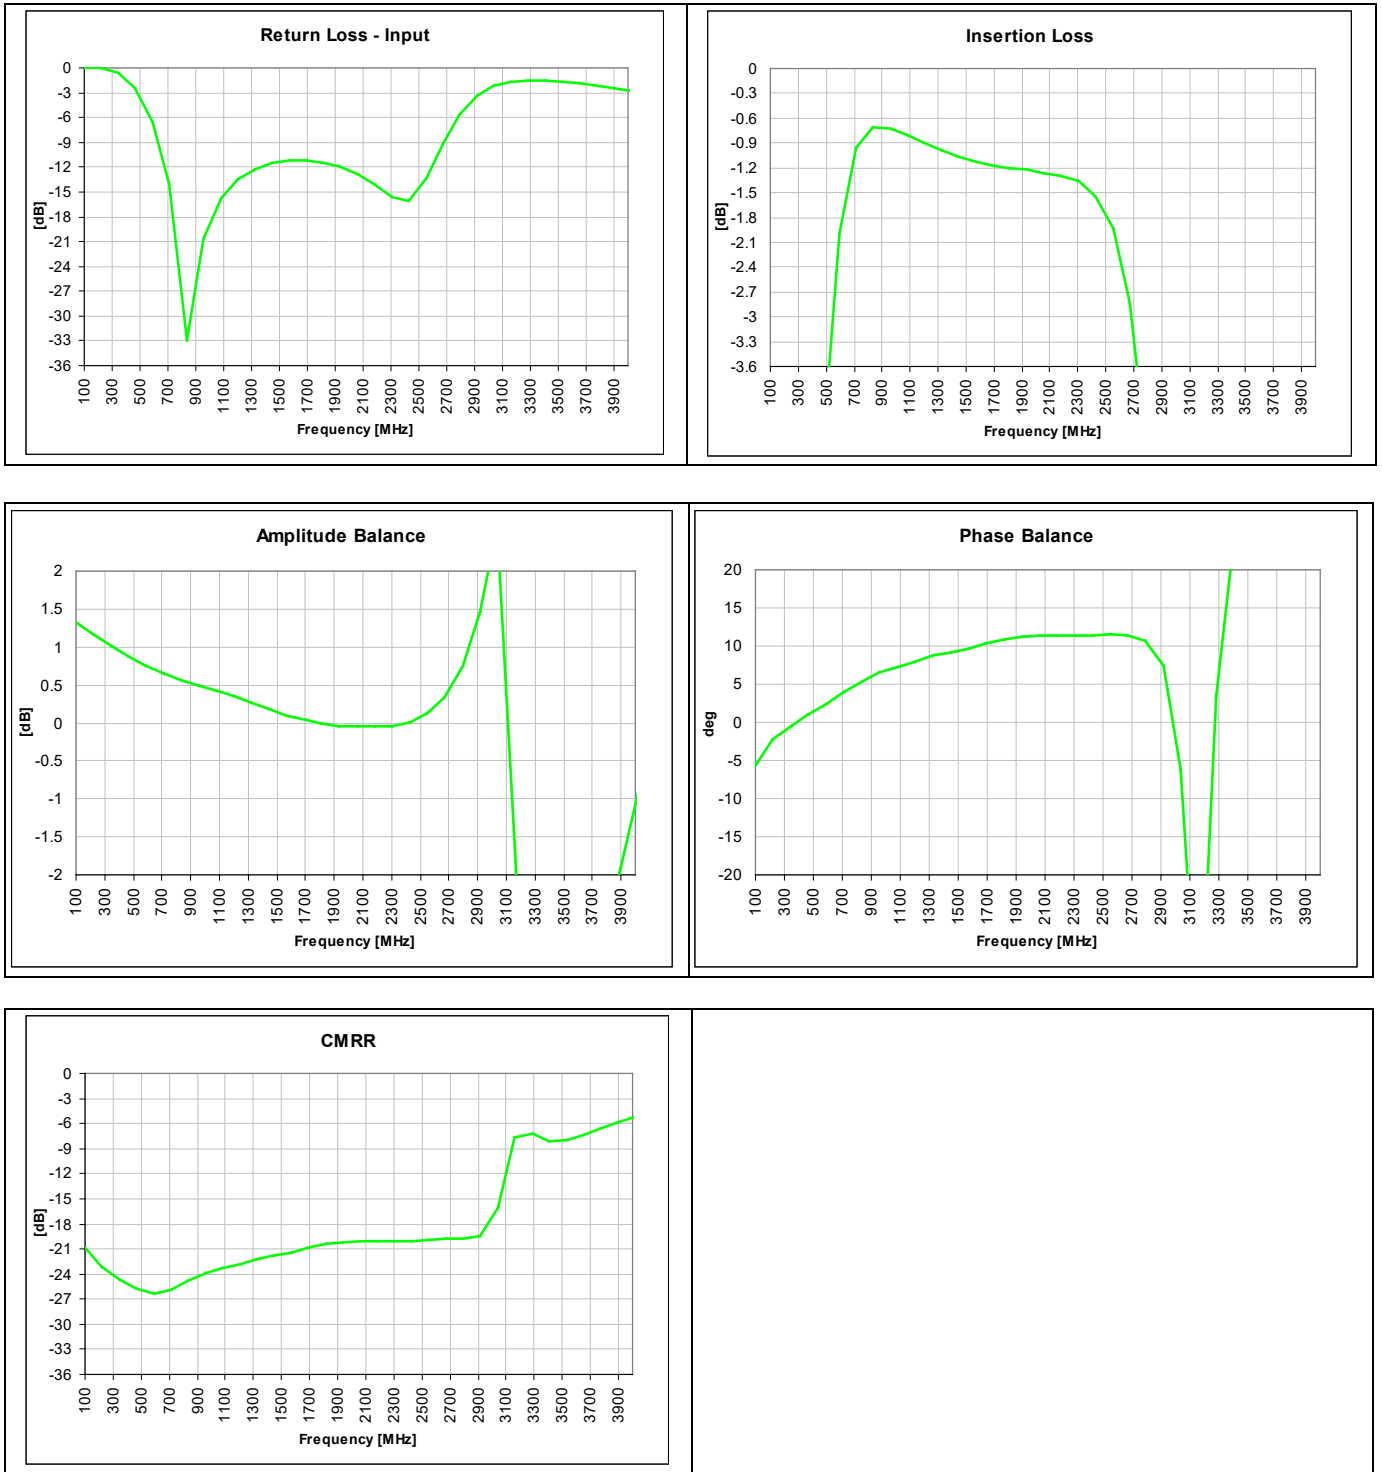 Return Loss - Input
0
-3
-6
-9
-12
-15
-18
-21
-24
-27
-30
-33
-36
[dB]
100 300 500 700 900 1100 1300 1500 1700 1900 2100 2300 2500 2700 2900 3100 3300 3500 3700 3900
Frequency [MHz]
Insertion Loss
0
-0.3
-0.6
-0.9
-1.2
-1.5
-1.8
-2.1
-2.4
-2.7
-3
-3.3
-3.6
[dB]
100 300 500 700 900 1100 1300 1500 1700 1900 2100 2300 2500 2700 2900 3100 3300 3500 3700 3900
Frequency [MHz]
Amplitude Balance
2
1.5
1
0.5
0
-0.5
-1
-1.5
-2
[dB]
100 300 500 700 900 1100 1300 1500 1700 1900 2100 2300 2500 2700 2900 3100 3300 3500 3700 3900
Frequency [MHz]
Phase Balance
20
15
10
5
0
-5
-10
-15
-20
deg
100 300 500 700 900 1100 1300 1500 1700 1900 2100 2300 2500 2700 2900 3100 3300 3500 3700 3900
Frequency [MHz]
CMRR
0
-3
-6
-9
-12
-15
-18
-21
-24
-27
-30
-33
-36
[dB]
100 300 500 700 900 1100 1300 1500 1700 1900 2100 2300 2500 2700 2900 3100 3300 3500 3700 3900
Frequency [MHz]